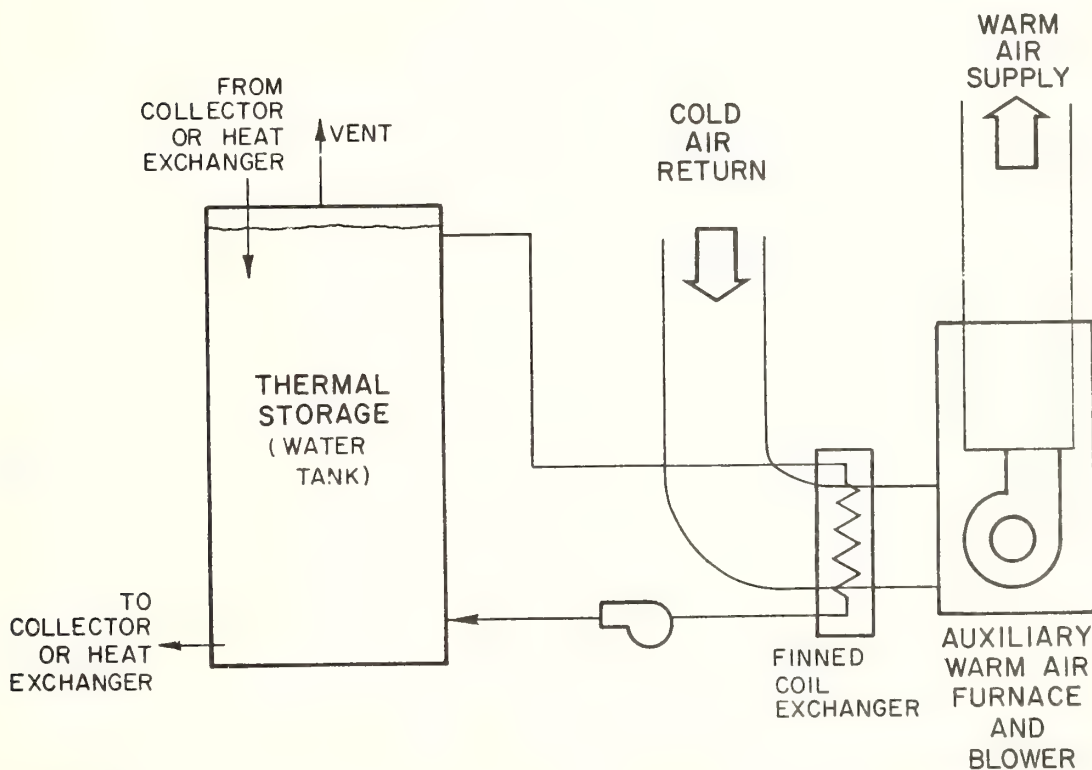 FROM
COLLECTOR
OR HEAT
EXCHANGER
VENT
COLD
AIR
RETURN
WARM
AIR
SUPPLY
THERMAL
STORAGE
(WATER
TANK)
TO
COLLECTOR
OR HEAT
EXCHANGER
FINNED
COIL
EXCHANGER
AUXILIARY
WARM AIR
FURNACE
AND
BLOWER